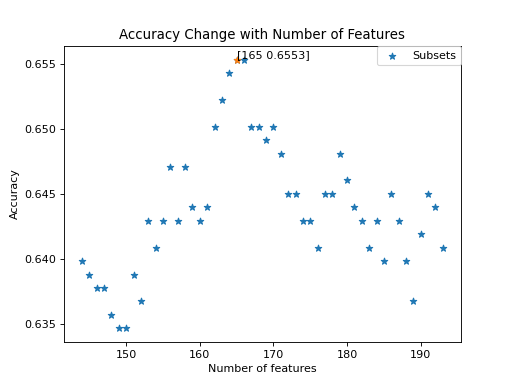 Accuracy Change with Number of Features
[165 0.6553]
Subsets
0.655
0.650
0.645
0.640
0.635
Accuracy
150 160 170 180 190
Number of features